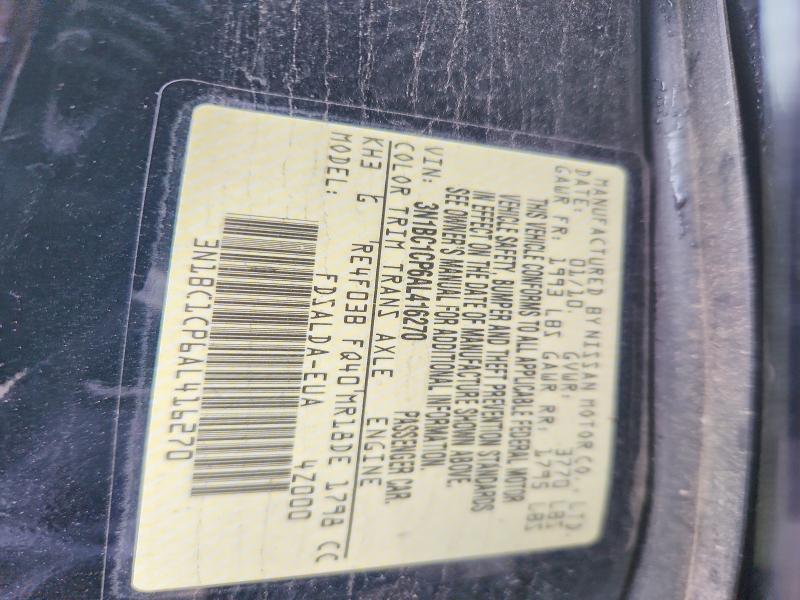 MANUFACTURED BY NISSAN MOTOR CO., LTD.
DATE: 01/10. GVWR: 3770 LBS
GAWR FR: 1993 LBS GAWR RR: 1795 LBS
THIS VEHICLE CONFORMS TO ALL APPLICABLE FEDERAL MOTOR
VEHICLE SAFETY, BUMPER AND THEFT PREVENTION STANDARDS
IN EFFECT ON THE DATE OF MANUFACTURE SHOWN ABOVE.
SEE OWNER'S MANUAL FOR ADDITIONAL INFORMATION.
VIN: 3N1BC1CP6AL416270 PASSENGER CAR.
COLOR TRIM TRANS AXLE ENGINE
KH3 G RE4F03B FQ40 MR18DE 1798 CC
MODEL: FDZALDA-EUA 4Z000
3N1BC1CP6AL416270